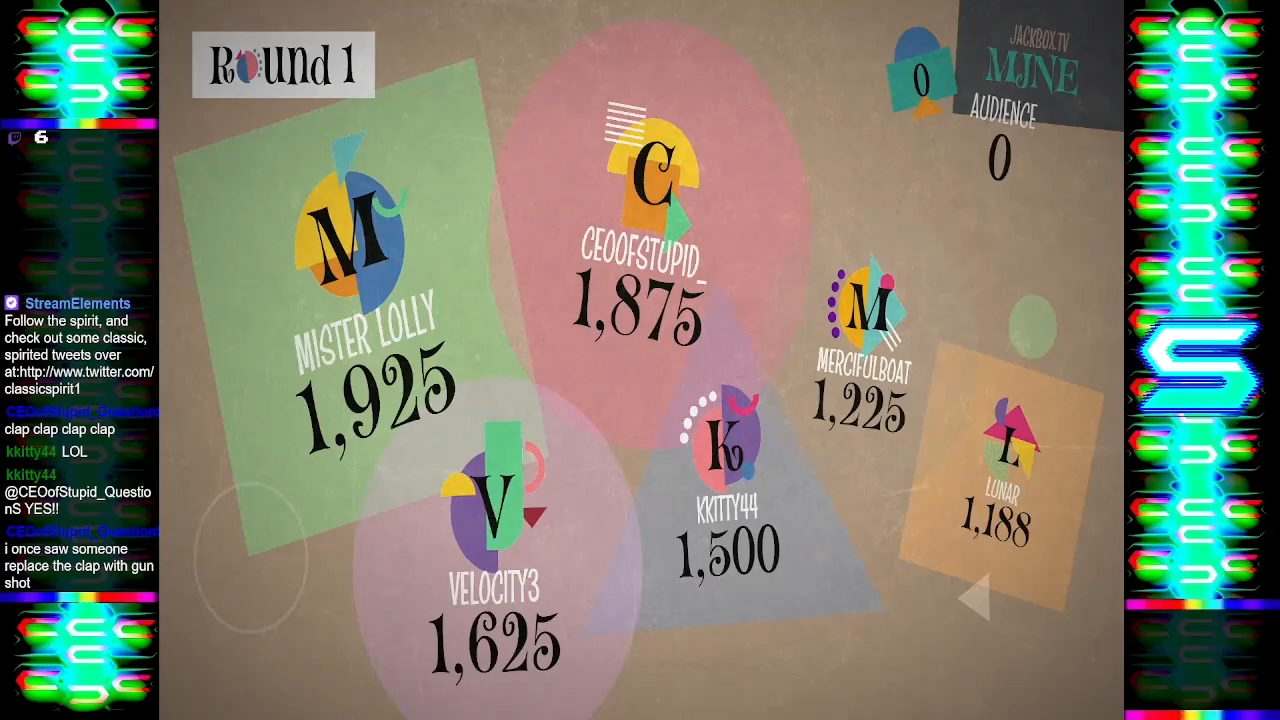 Round 1
JACKBOX.TV
MJNE
0
AUDIENCE
0
M
MISTER LOLLY
1,925
C
CEOOFSTUPID_
1,875
M
MERCIFULBOAT
1,225
V
VELOCITY3
1,625
K
KKITTY44
1,500
L
LUNAR
1,188
6
StreamElements
Follow the spirit, and
check out some classic,
spirited tweets over
at:http://www.twitter.com/
classicspirit1
CEOofStupid_QuestionS
clap clap clap clap
kkitty44 LOL
kkitty44
@CEOofStupid_Questio
nS YES!!
CEOofStupid_QuestionS
i once saw someone
replace the clap with gun
shot
S